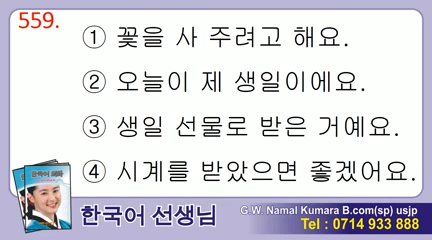 559.
① 꽃을 사 주려고 해요.
② 오늘이 제 생일이에요.
③ 생일 선물로 받은 거예요.
④ 시계를 받았으면 좋겠어요.
한국어 선생님
G.W. Namal Kumara B.com(sp) usjp
Tel : 0714 933 888